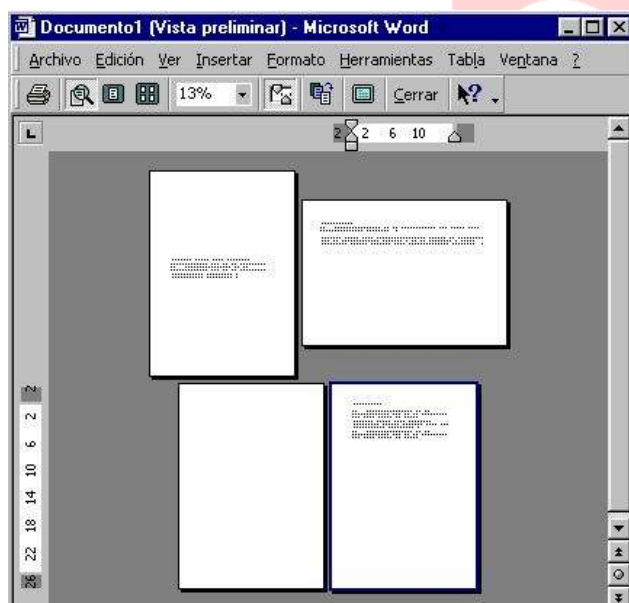 Documento1 (Vista preliminar) - Microsoft Word
Archivo Edición Ver Insertar Formato Herramientas Tabla Ventana ?
13% Cerrar
L 2 2 6 10
2
2
6
10
14
18
22
26